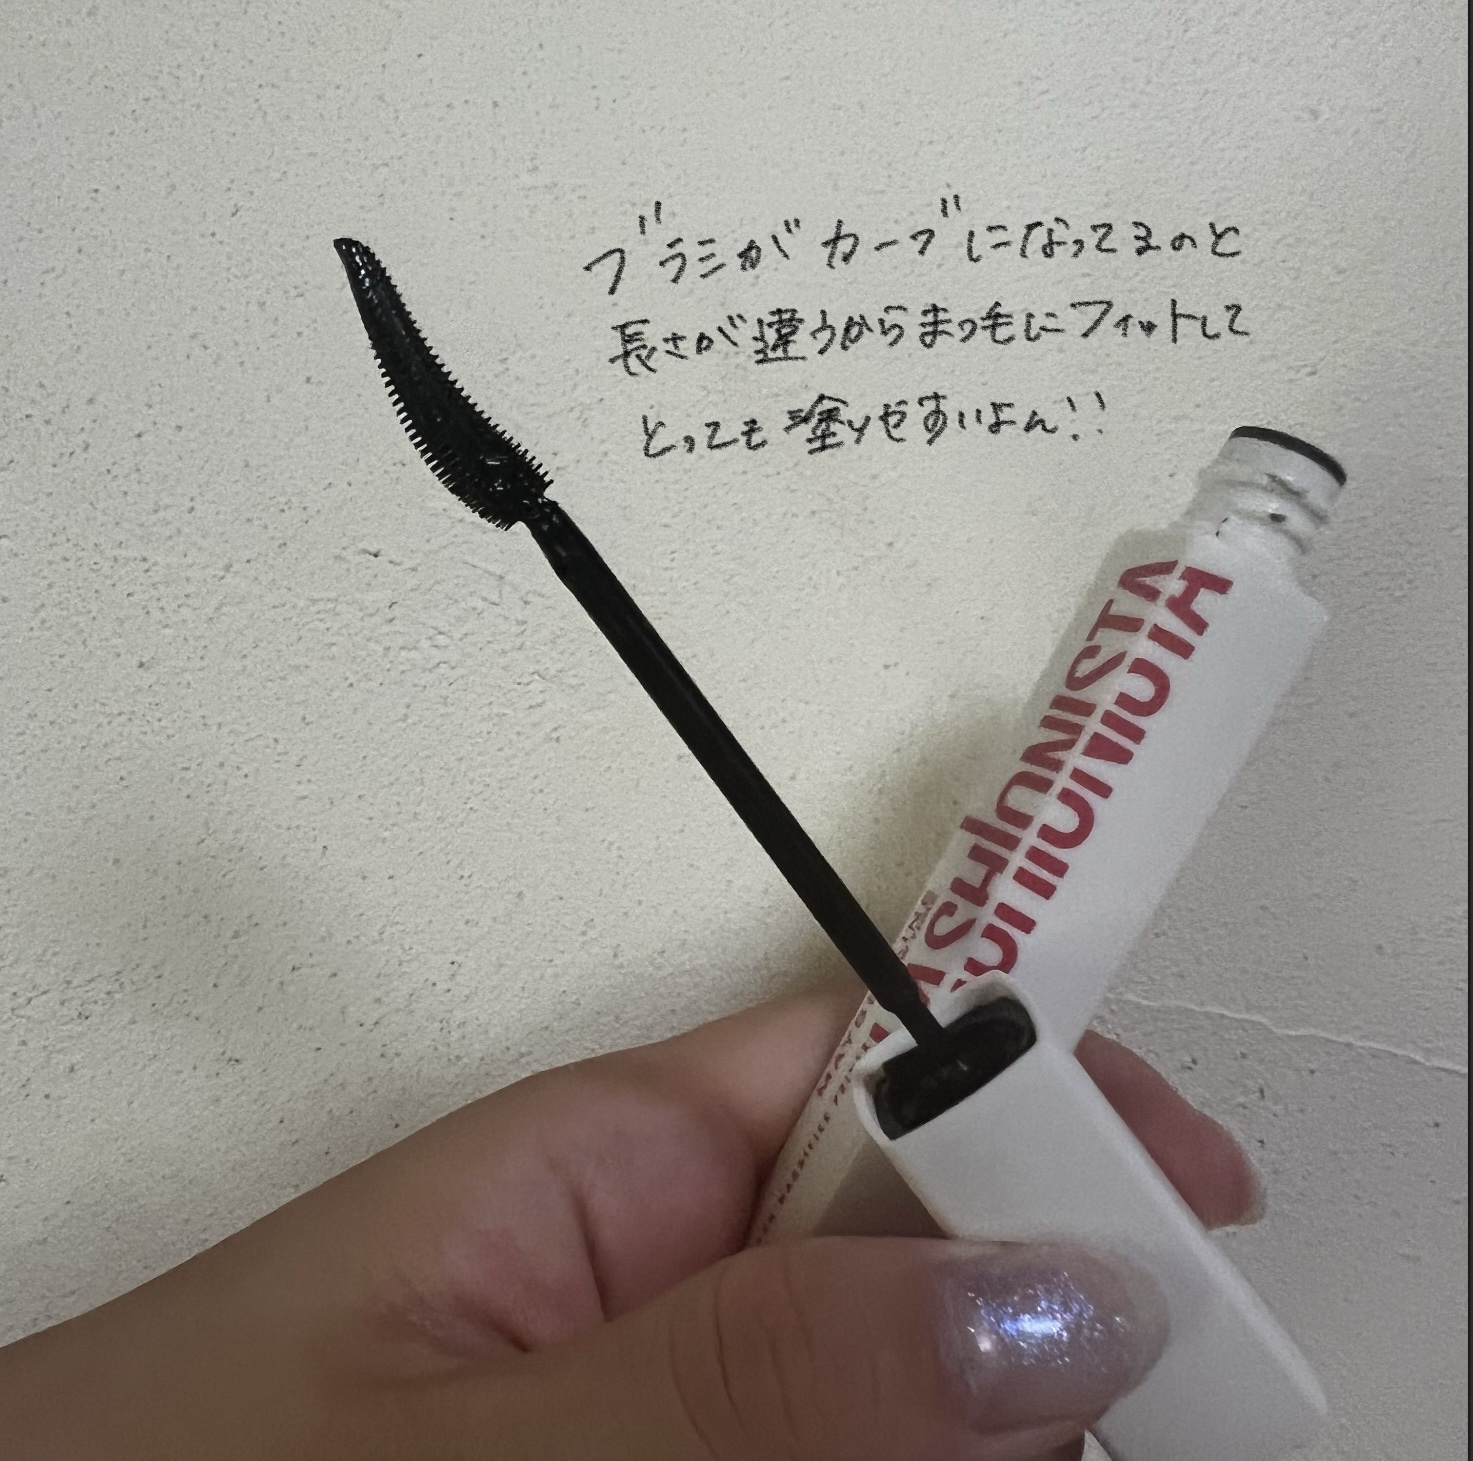 ブラシが カーブになってるのと
長さが違うからまつ毛にフィットして
とっても塗りやすいよん!!
FASHIONISTA